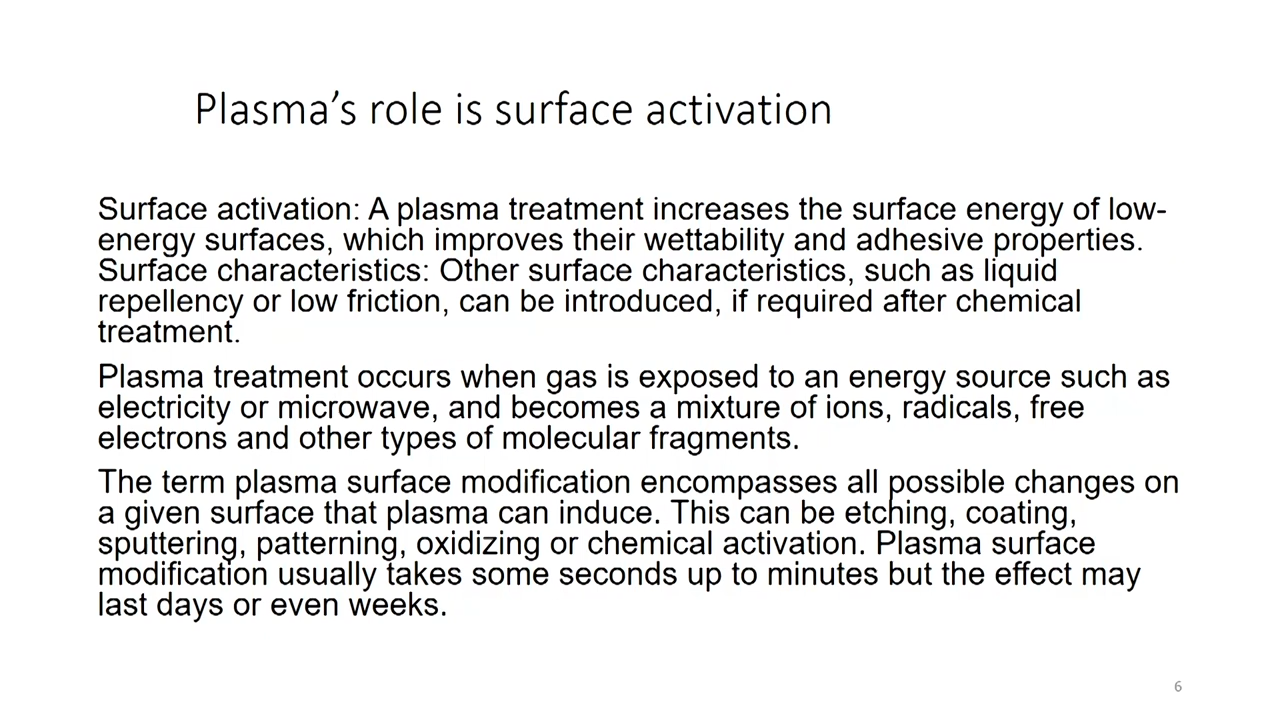 Plasma’s role is surface activation
Surface activation: A plasma treatment increases the surface energy of low-
energy surfaces, which improves their wettability and adhesive properties.
Surface characteristics: Other surface characteristics, such as liquid
repellency or low friction, can be introduced, if required after chemical
treatment.
Plasma treatment occurs when gas is exposed to an energy source such as
electricity or microwave, and becomes a mixture of ions, radicals, free
electrons and other types of molecular fragments.
The term plasma surface modification encompasses all possible changes on
a given surface that plasma can induce. This can be etching, coating,
sputtering, patterning, oxidizing or chemical activation. Plasma surface
modification usually takes some seconds up to minutes but the effect may
last days or even weeks.
6